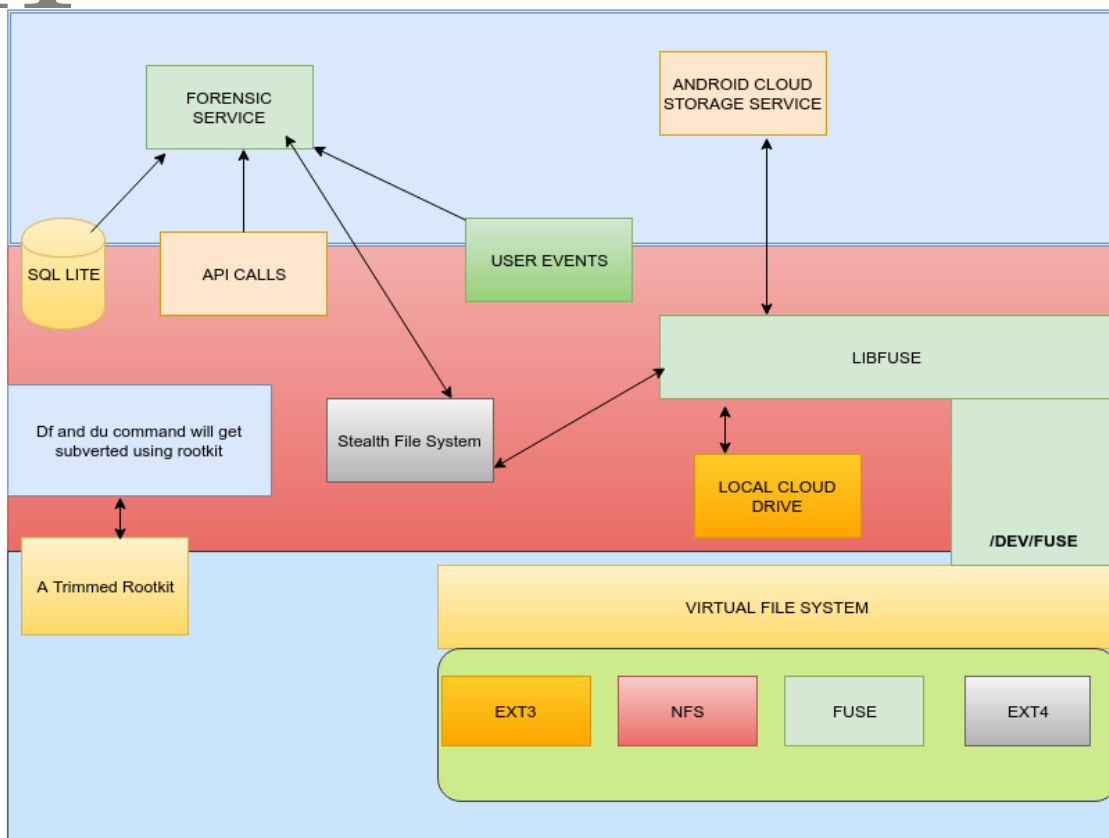 FORENSIC
SERVICE
ANDROID CLOUD
STORAGE SERVICE
SQL LITE
API CALLS
USER EVENTS
LIBFUSE
Df and du command will get
subverted using rootkit
Stealth File System
LOCAL CLOUD
DRIVE
/DEV/FUSE
A Trimmed Rootkit
VIRTUAL FILE SYSTEM
EXT3
NFS
FUSE
EXT4